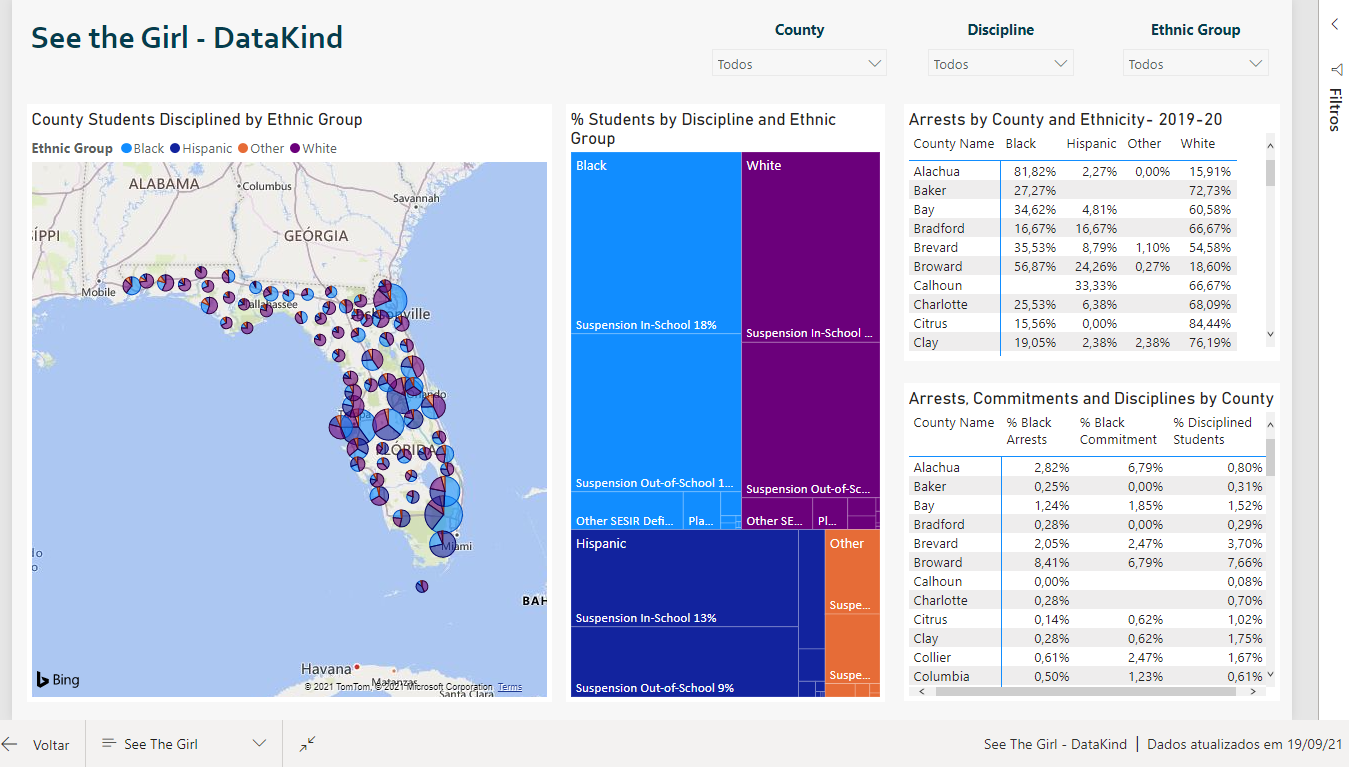 See the Girl - DataKind
County
Discipline
Ethnic Group
Todos
Todos
Todos
Filtros
County Students Disciplined by Ethnic Group
Ethnic Group Black Hispanic Other White
ALABAMA
Columbus
Savannah
SÍPPI
GEÓRGIA
Mobile
Tallahassee
Jacksonville
Orlando
Tampa
FLÓRIDA
Miami
do
o
BAH
Havana
Matanzas
Santa Clara
Bing
© 2021 TomTom, © 2021 Microsoft Corporation Terms
% Students by Discipline and Ethnic
Group
Black
Suspension In-School 18%
Suspension Out-of-School 1...
Other SESIR Defi...
Pla...
White
Suspension In-School ...
Suspension Out-of-Sc...
Other SE...
Pl...
Hispanic
Suspension In-School 13%
Suspension Out-of-School 9%
Other
Suspe...
Suspe...
Arrests by County and Ethnicity- 2019-20
County Name Black Hispanic Other White
Alachua 81,82% 2,27% 0,00% 15,91%
Baker 27,27% 72,73%
Bay 34,62% 4,81% 60,58%
Bradford 16,67% 16,67% 66,67%
Brevard 35,53% 8,79% 1,10% 54,58%
Broward 56,87% 24,26% 0,27% 18,60%
Calhoun 33,33% 66,67%
Charlotte 25,53% 6,38% 68,09%
Citrus 15,56% 0,00% 84,44%
Clay 19,05% 2,38% 2,38% 76,19%
Arrests, Commitments and Disciplines by County
County Name % Black % Black % Disciplined
Arrests Commitment Students
Alachua 2,82% 6,79% 0,80%
Baker 0,25% 0,00% 0,31%
Bay 1,24% 1,85% 1,52%
Bradford 0,28% 0,00% 0,29%
Brevard 2,05% 2,47% 3,70%
Broward 8,41% 6,79% 7,66%
Calhoun 0,00% 0,08%
Charlotte 0,28% 0,70%
Citrus 0,14% 0,62% 1,02%
Clay 0,28% 0,62% 1,75%
Collier 0,61% 2,47% 1,67%
Columbia 0,50% 1,23% 0,61%
Voltar
See The Girl
See The Girl - DataKind | Dados atualizados em 19/09/21